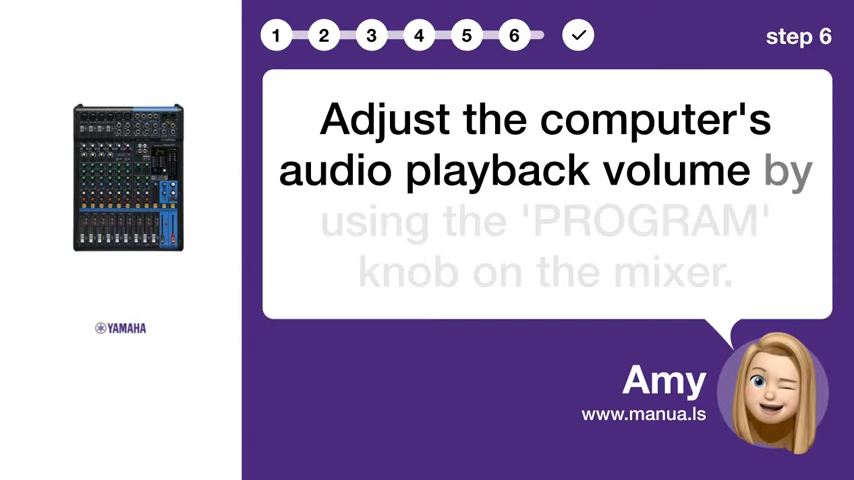 1 2 3 4 5 6
step 6
Adjust the computer's
audio playback volume by
using the 'PROGRAM'
knob on the mixer.
YAMAHA
Amy
www.manua.ls